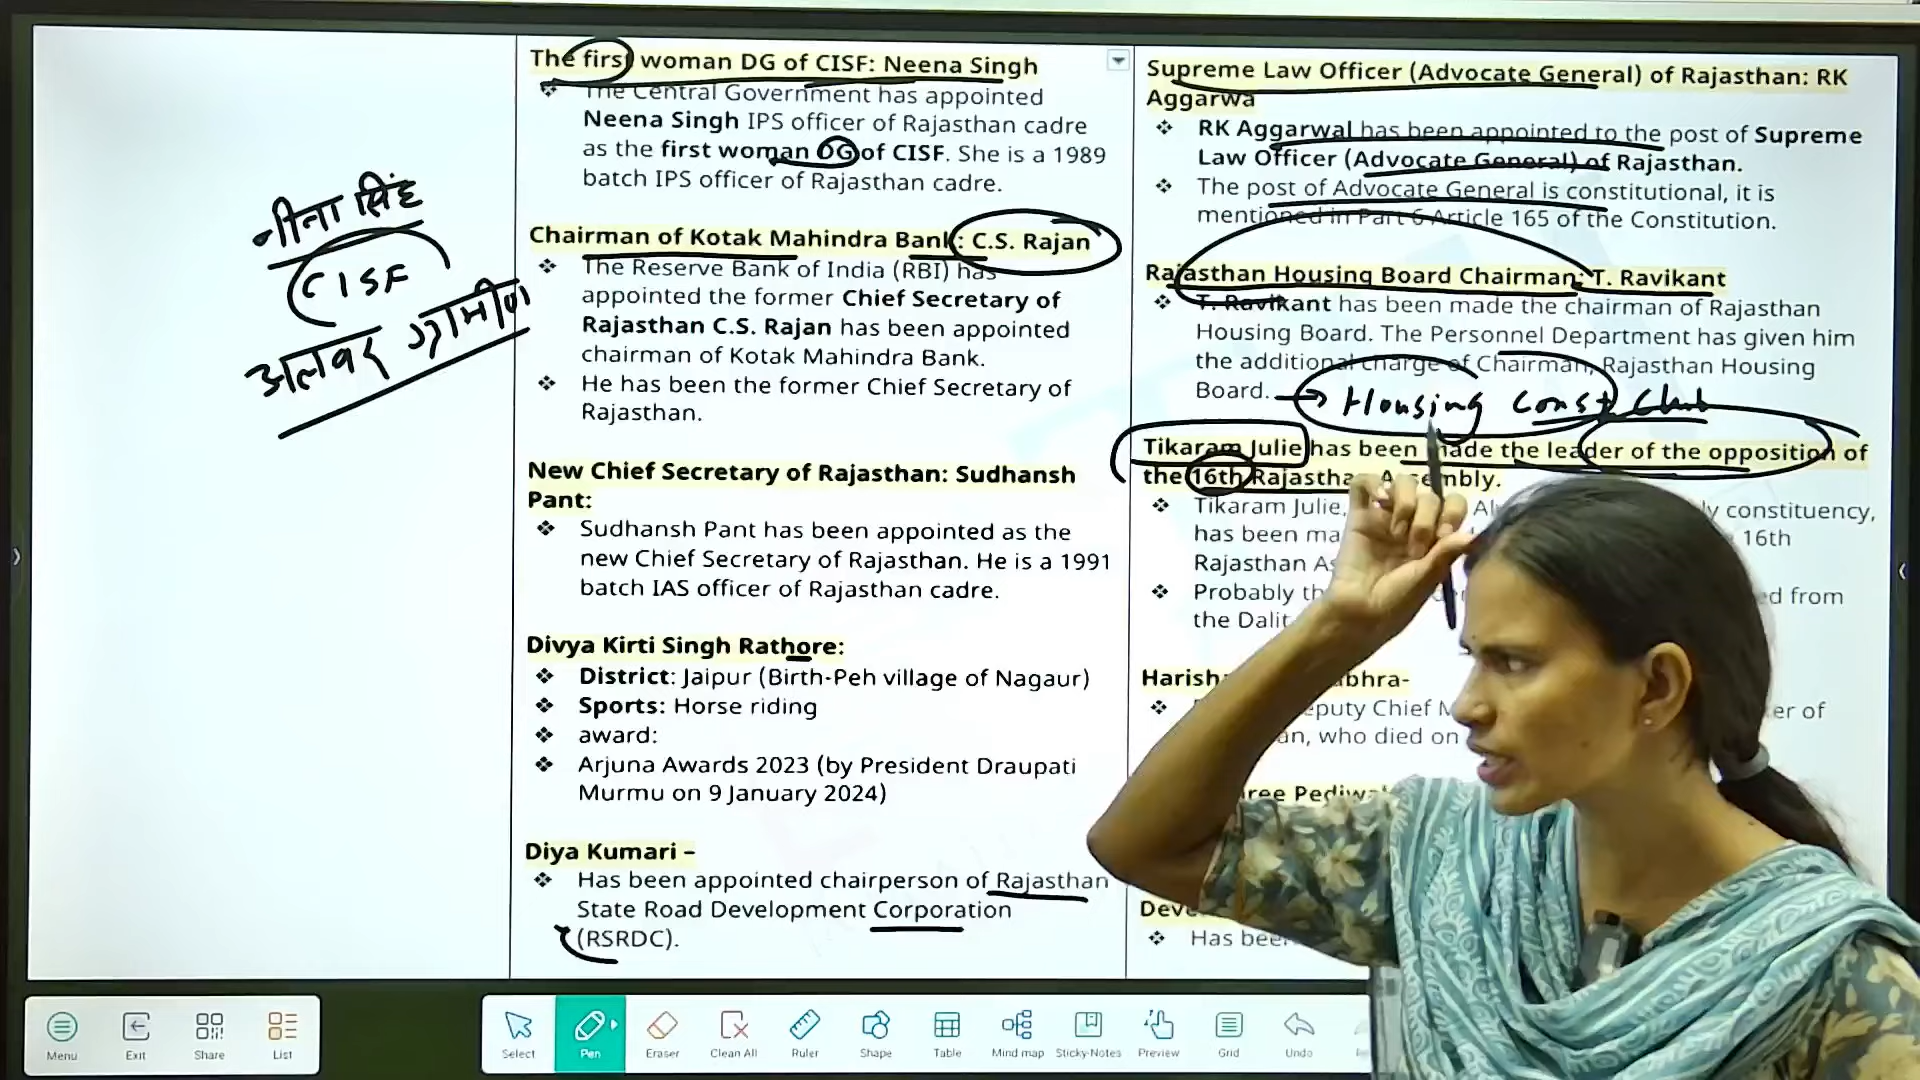 नीना सिंह
CISF
अलवर ग्रामीण
The first woman DG of CISF: Neena Singh
The Central Government has appointed
Neena Singh IPS officer of Rajasthan cadre
as the first woman DG of CISF. She is a 1989
batch IPS officer of Rajasthan cadre.
Chairman of Kotak Mahindra Bank: C.S. Rajan
The Reserve Bank of India (RBI) has
appointed the former Chief Secretary of
Rajasthan C.S. Rajan has been appointed
chairman of Kotak Mahindra Bank.
He has been the former Chief Secretary of
Rajasthan.
New Chief Secretary of Rajasthan: Sudhansh
Pant:
Sudhansh Pant has been appointed as the
new Chief Secretary of Rajasthan. He is a 1991
batch IAS officer of Rajasthan cadre.
Divya Kirti Singh Rathore:
District: Jaipur (Birth-Peh village of Nagaur)
Sports: Horse riding
award:
Arjuna Awards 2023 (by President Draupati
Murmu on 9 January 2024)
Diya Kumari –
Has been appointed chairperson of Rajasthan
State Road Development Corporation
(RSRDC).
Supreme Law Officer (Advocate General) of Rajasthan: RK
Aggarwa
RK Aggarwal has been appointed to the post of Supreme
Law Officer (Advocate General) of Rajasthan.
The post of Advocate General is constitutional, it is
mentioned in Part 6 Article 165 of the Constitution.
Rajasthan Housing Board Chairman: T. Ravikant
T. Ravikant has been made the chairman of Rajasthan
Housing Board. The Personnel Department has given him
the additional charge of Chairman, Rajasthan Housing
Board. → Housing Const Club
Tikaram Julie has been made the leader of the opposition of
the 16th Rajasthan Assembly.
Tikaram Julie, constituency,
has been 16th
Rajasthan
Probably from
the Dalit
Chief
who died on
Has been
Menu
Exit
Share
List
Select
Pen
Eraser
Clean All
Ruler
Shape
Table
Mind map
Sticky-Notes
Preview
Grid
Undo